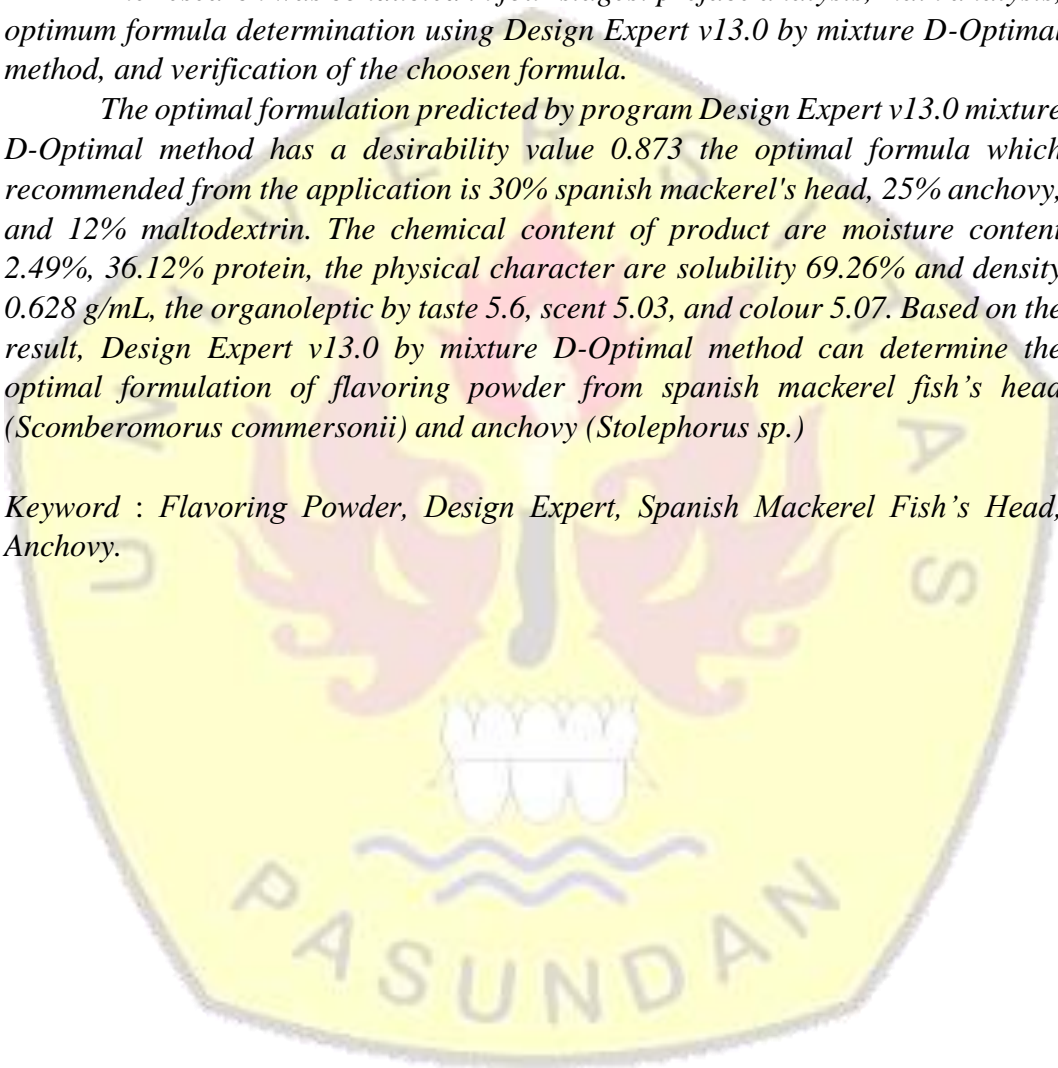 optimum formula determination using Design Expert v13.0 by mixture D-Optimal
method, and verification of the choosen formula.
The optimal formulation predicted by program Design Expert v13.0 mixture
D-Optimal method has a desirability value 0.873 the optimal formula which
recommended from the application is 30% spanish mackerel's head, 25% anchovy,
and 12% maltodextrin. The chemical content of product are moisture content
2.49%, 36.12% protein, the physical character are solubility 69.26% and density
0.628 g/mL, the organoleptic by taste 5.6, scent 5.03, and colour 5.07. Based on the
result, Design Expert v13.0 by mixture D-Optimal method can determine the
optimal formulation of flavoring powder from spanish mackerel fish’s head
(Scomberomorus commersonii) and anchovy (Stolephorus sp.)
Keyword : Flavoring Powder, Design Expert, Spanish Mackerel Fish’s Head,
Anchovy.
UNIVERSITAS
PASUNDAN